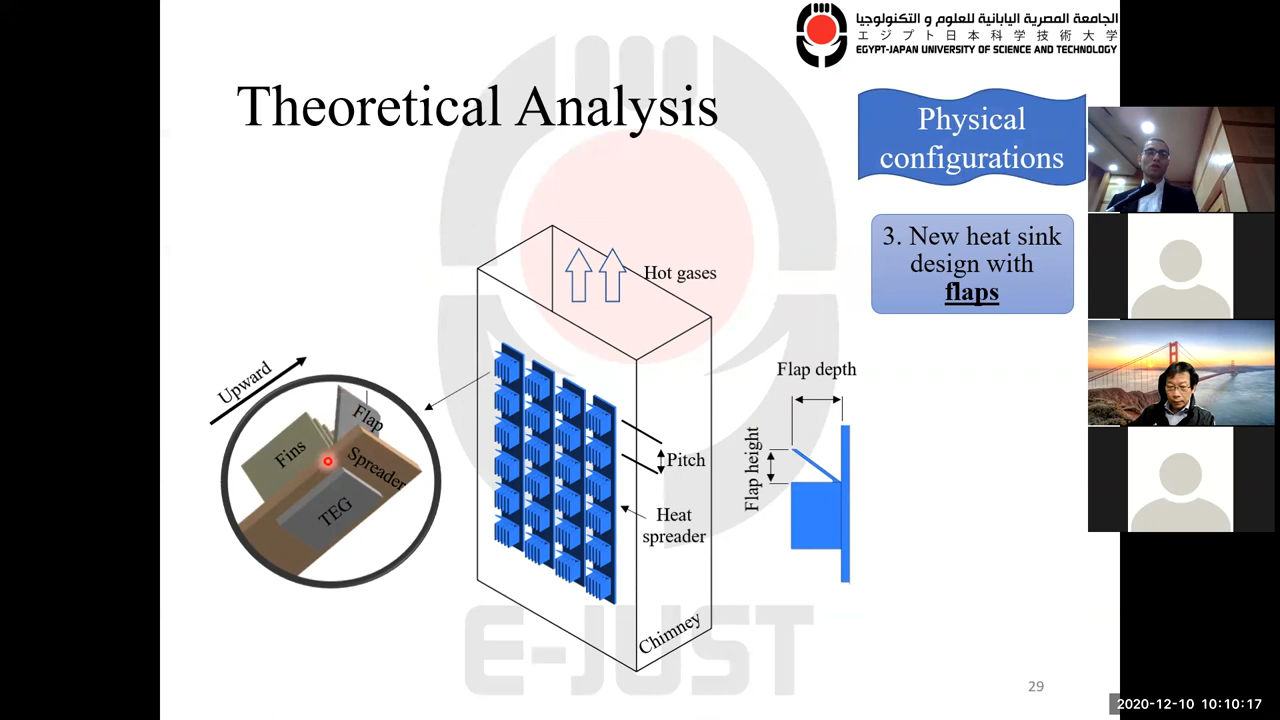 الجامعة المصرية اليابانية للعلوم و التكنولوجيا
エジプト日本科学技術大学
EGYPT-JAPAN UNIVERSITY OF SCIENCE AND TECHNOLOGY
Theoretical Analysis
Physical
configurations
3. New heat sink
design with
flaps
Hot gases
Upward
Flap
Fins
Spreader
TEG
Pitch
Heat
spreader
Chimney
Flap depth
Flap height
E-JUST
29
2020-12-10 10:10:17